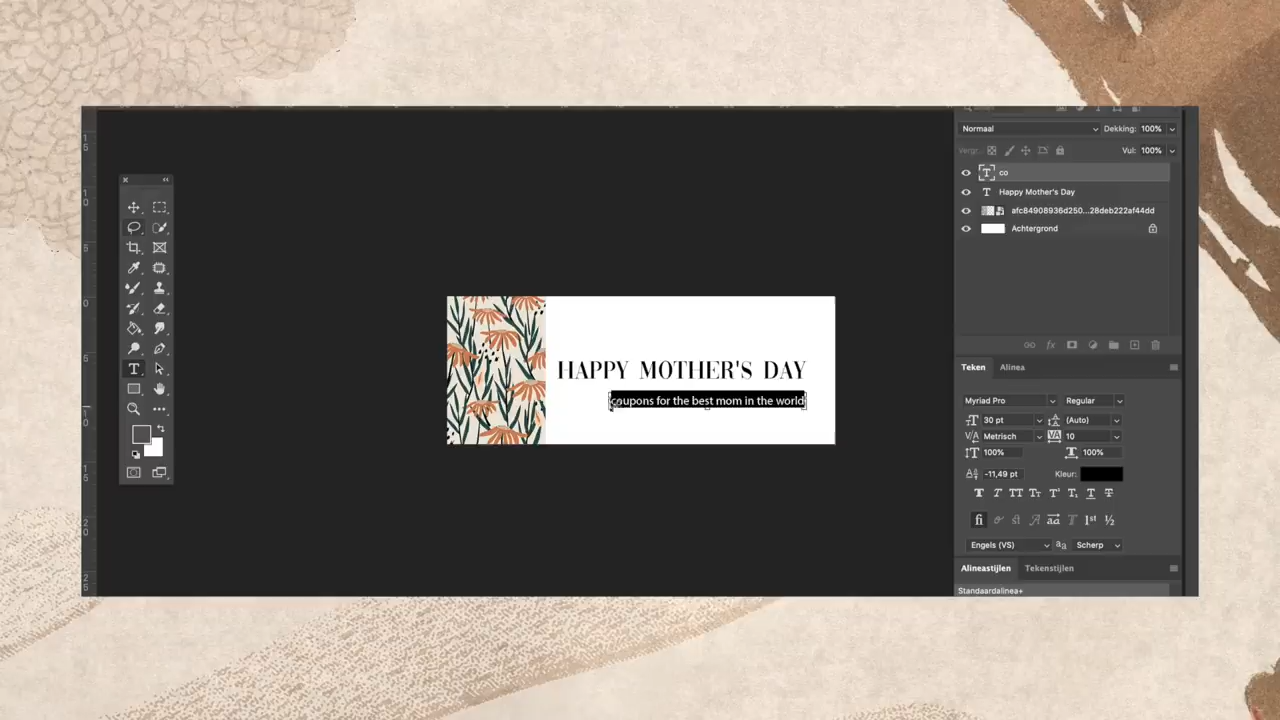 Normaal Dekking: 100%
Vergr. Vul: 100%
co
Happy Mother's Day
afc84908936d250...28deb222af44dd
Achtergrond
HAPPY MOTHER'S DAY
coupons for the best mom in the world
Teken Alinea
Myriad Pro Regular
30 pt (Auto)
Metrisch 10
100% 100%
-11,49 pt Kleur:
Engels (VS) Scherp
Alineastijlen Tekenstijlen
Standaardalinea+